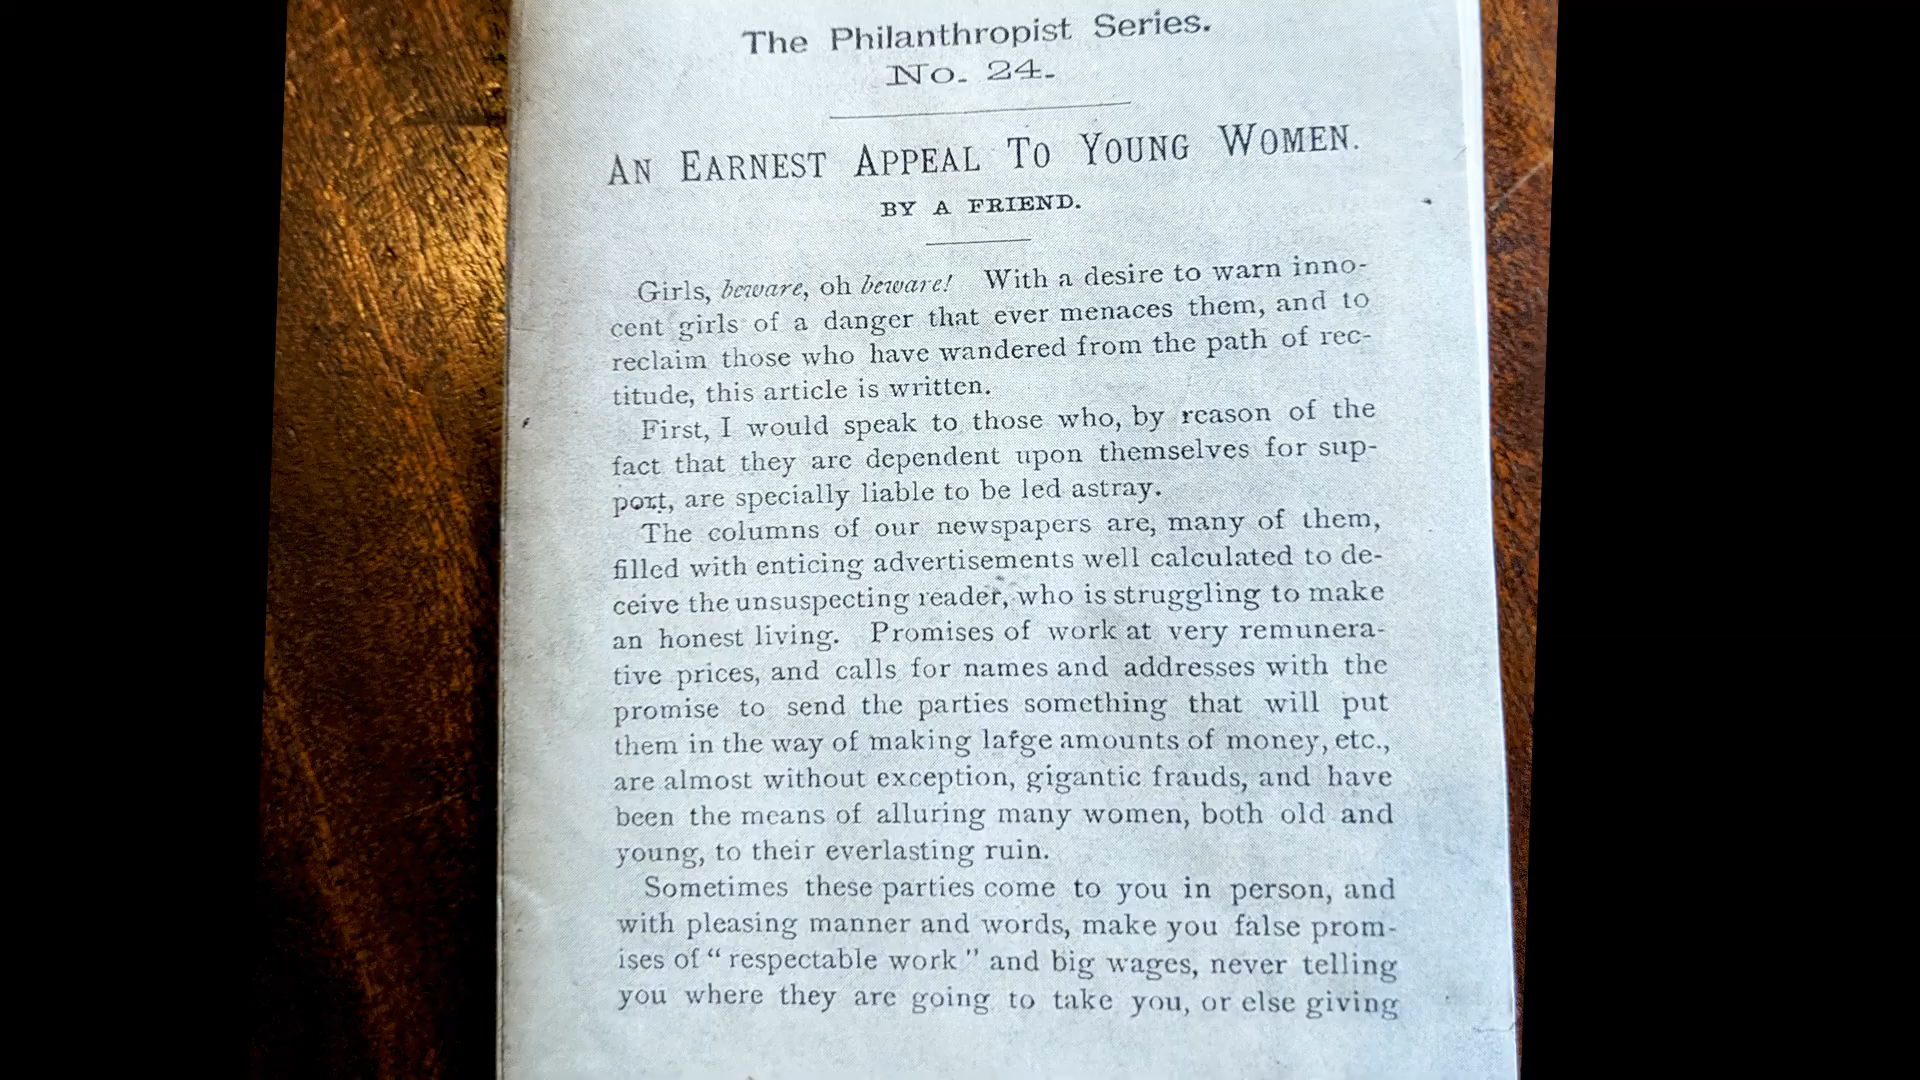 The Philanthropist Series.
No. 24.
AN EARNEST APPEAL TO YOUNG WOMEN.
BY A FRIEND.
Girls, beware, oh beware! With a desire to warn inno-
cent girls of a danger that ever menaces them, and to
reclaim those who have wandered from the path of rec-
titude, this article is written.
First, I would speak to those who, by reason of the
fact that they are dependent upon themselves for sup-
port, are specially liable to be led astray.
The columns of our newspapers are, many of them,
filled with enticing advertisements well calculated to de-
ceive the unsuspecting reader, who is struggling to make
an honest living. Promises of work at very remunera-
tive prices, and calls for names and addresses with the
promise to send the parties something that will put
them in the way of making large amounts of money, etc.,
are almost without exception, gigantic frauds, and have
been the means of alluring many women, both old and
young, to their everlasting ruin.
Sometimes these parties come to you in person, and
with pleasing manner and words, make you false prom-
ises of “respectable work” and big wages, never telling
you where they are going to take you, or else giving